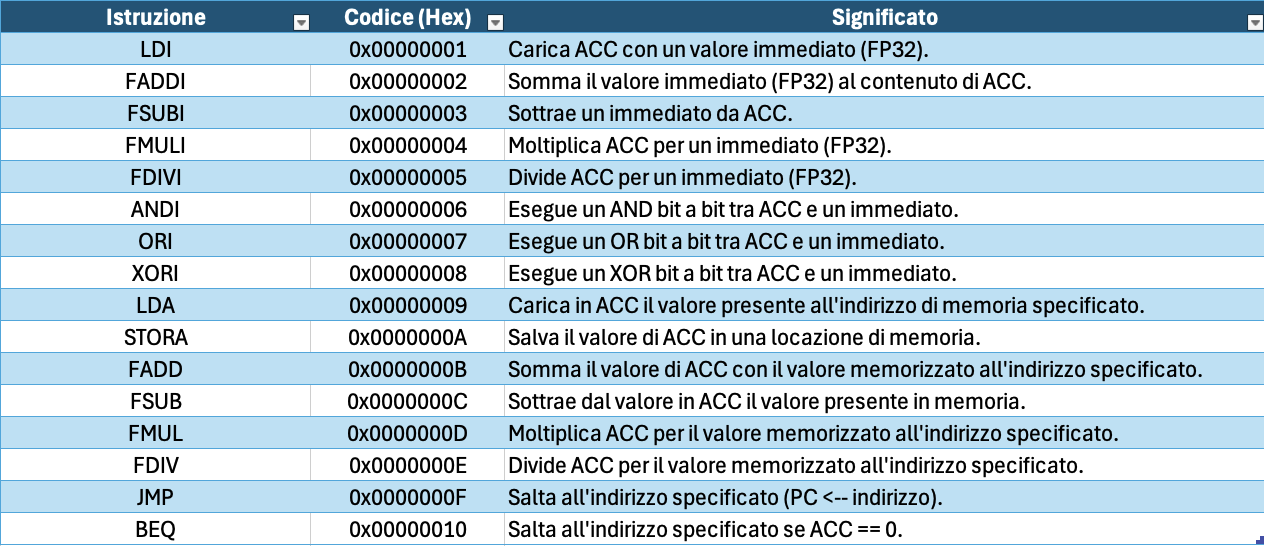 Istruzione Codice (Hex) Significato
LDI 0x00000001 Carica ACC con un valore immediato (FP32).
FADDI 0x00000002 Somma il valore immediato (FP32) al contenuto di ACC.
FSUBI 0x00000003 Sottrae un immediato da ACC.
FMULI 0x00000004 Moltiplica ACC per un immediato (FP32).
FDIVI 0x00000005 Divide ACC per un immediato (FP32).
ANDI 0x00000006 Esegue un AND bit a bit tra ACC e un immediato.
ORI 0x00000007 Esegue un OR bit a bit tra ACC e un immediato.
XORI 0x00000008 Esegue un XOR bit a bit tra ACC e un immediato.
LDA 0x00000009 Carica in ACC il valore presente all'indirizzo di memoria specificato.
STORA 0x0000000A Salva il valore di ACC in una locazione di memoria.
FADD 0x0000000B Somma il valore di ACC con il valore memorizzato all'indirizzo specificato.
FSUB 0x0000000C Sottrae dal valore in ACC il valore presente in memoria.
FMUL 0x0000000D Moltiplica ACC per il valore memorizzato all'indirizzo specificato.
FDIV 0x0000000E Divide ACC per il valore memorizzato all'indirizzo specificato.
JMP 0x0000000F Salta all'indirizzo specificato (PC <-- indirizzo).
BEQ 0x00000010 Salta all'indirizzo specificato se ACC == 0.